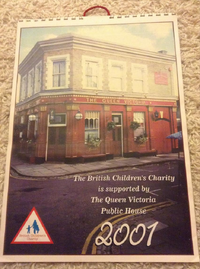 The British Children's Charity
is supported by
The Queen Victoria
Public House
2001